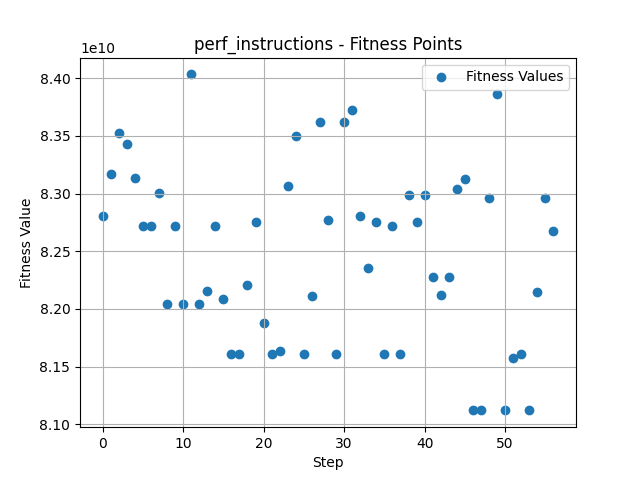 perf_instructions - Fitness Points
1e10
Fitness Values
8.40
8.35
8.30
8.25
8.20
8.15
8.10
Fitness Value
0 10 20 30 40 50
Step